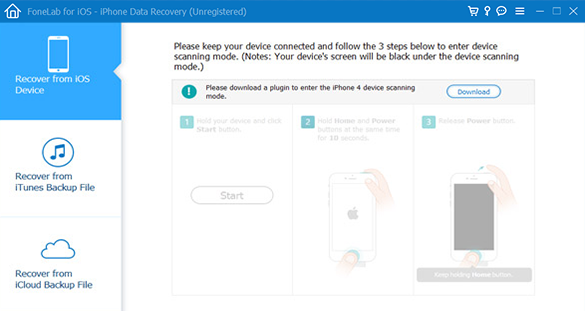 FoneLab for iOS - iPhone Data Recovery (Unregistered)
Recover from iOS
Device
Recover from
iTunes Backup File
Recover from
iCloud Backup File
Please keep your device connected and follow the 3 steps below to enter device
scanning mode. (Notes: Your device's screen will be black under the device scanning
mode.)
Please download a plugin to enter the iPhone 4 device scanning
mode.
Download
1 Hold your device and click
Start button.
Start
2 Hold Home and Power
buttons at the same time
for 10 seconds.
3 Release Power button.
Keep holding Home button.